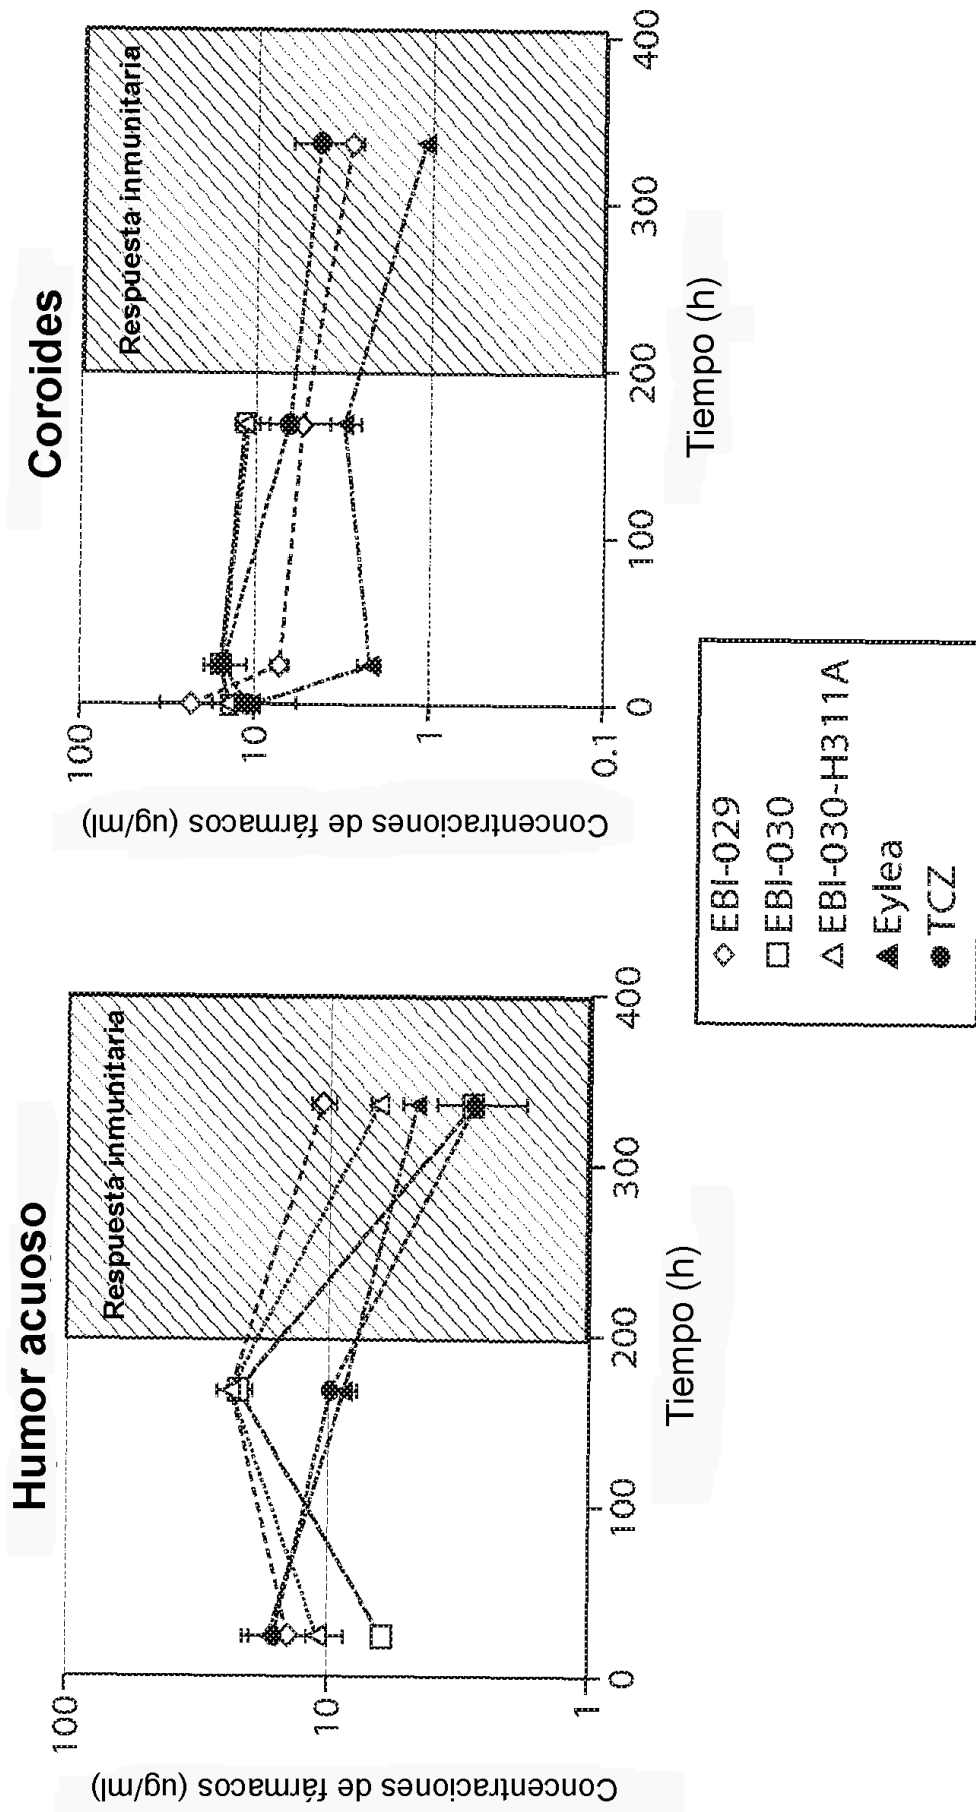 Humor acuoso
Concentraciones de fármacos (ug/ml)
100
10
1
Respuesta inmunitaria
0
100
200
300
400
Tiempo (h)
Coroides
Concentraciones de fármacos (ug/ml)
100
10
1
0.1
Respuesta inmunitaria
0
100
200
300
400
Tiempo (h)
EBI-029
EBI-030
EBI-030-H311A
Eylea
TCZ